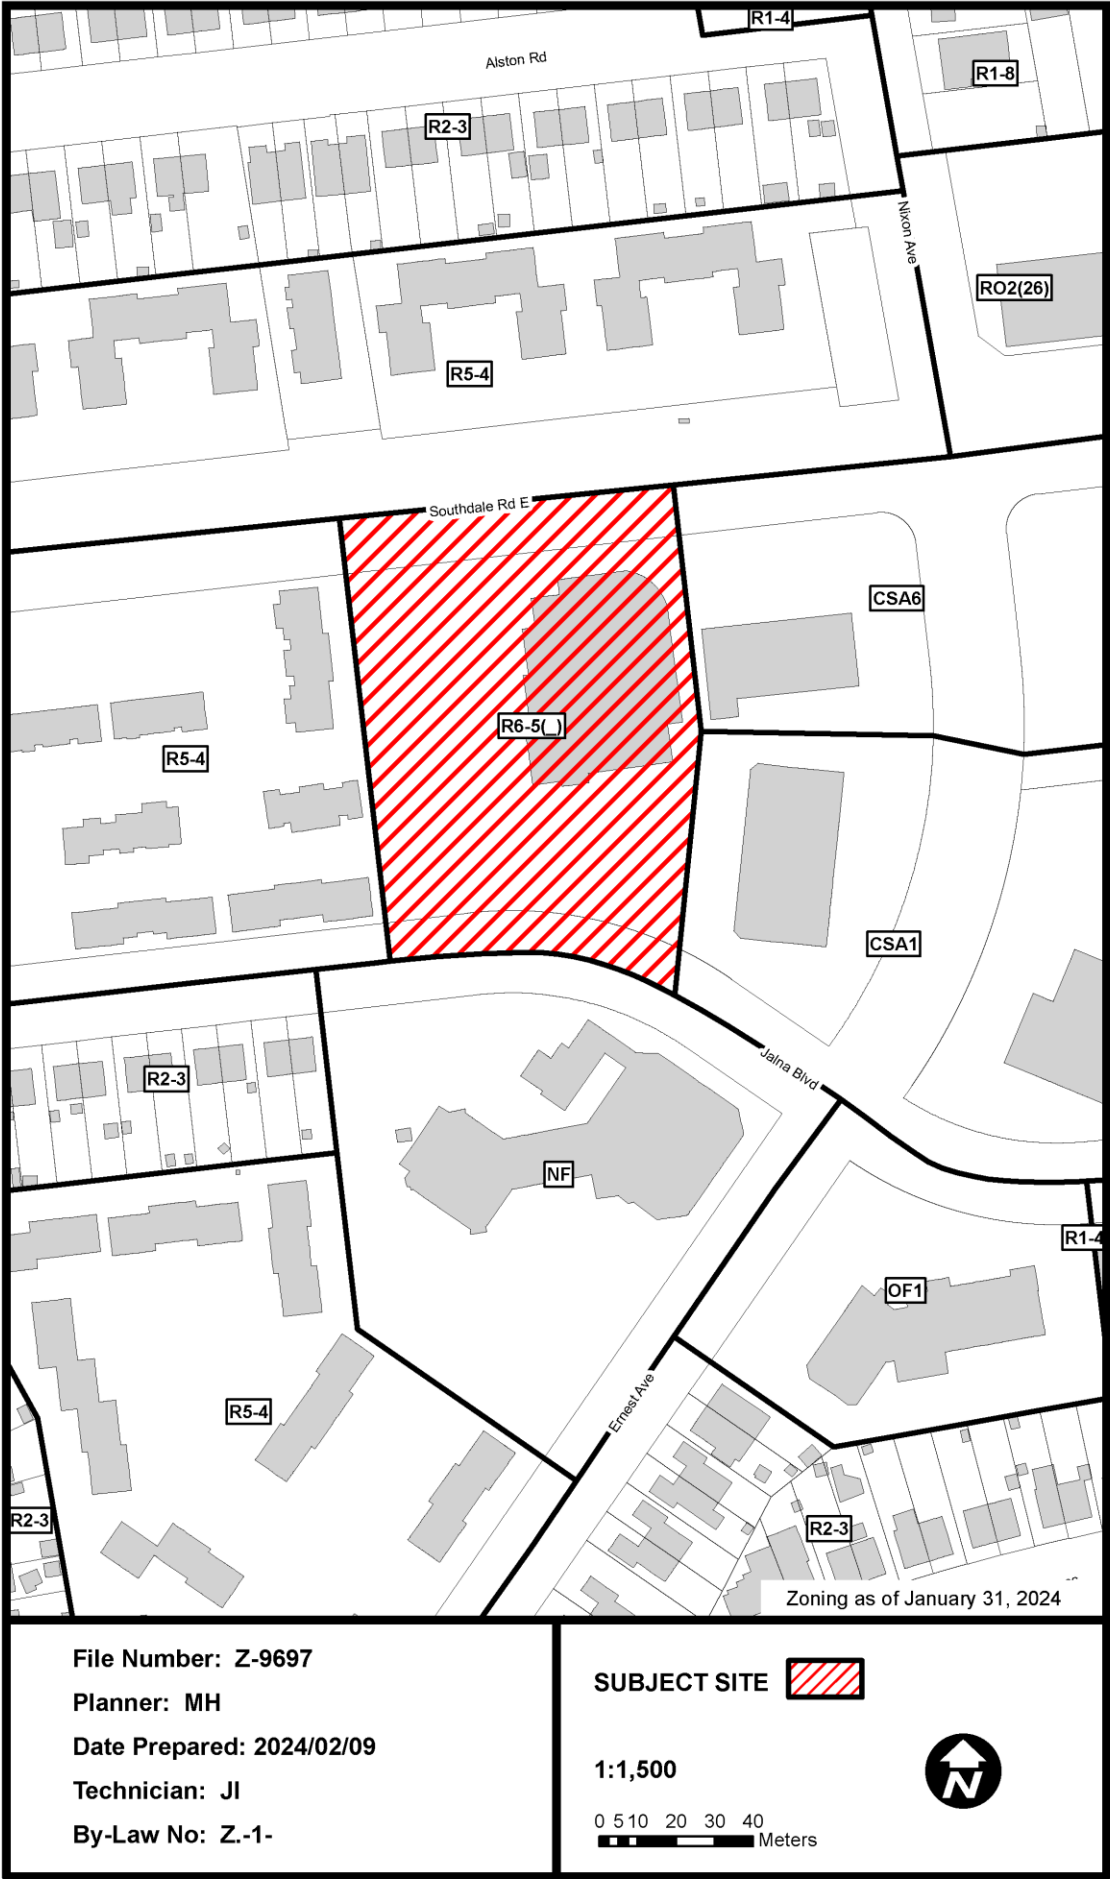 R1-4
Alston Rd
R1-8
R2-3
Nixon Ave
RO2(26)
R5-4
Southdale Rd E
CSA6
R6-5(_)
R5-4
CSA1
Jalna Blvd
R2-3
NF
R1-4
OF1
Ernest Ave
R5-4
R2-3
R2-3
Zoning as of January 31, 2024
File Number: Z-9697
Planner: MH
Date Prepared: 2024/02/09
Technician: JI
By-Law No: Z.-1-
SUBJECT SITE
1:1,500
0 5 10 20 30 40
Meters
N